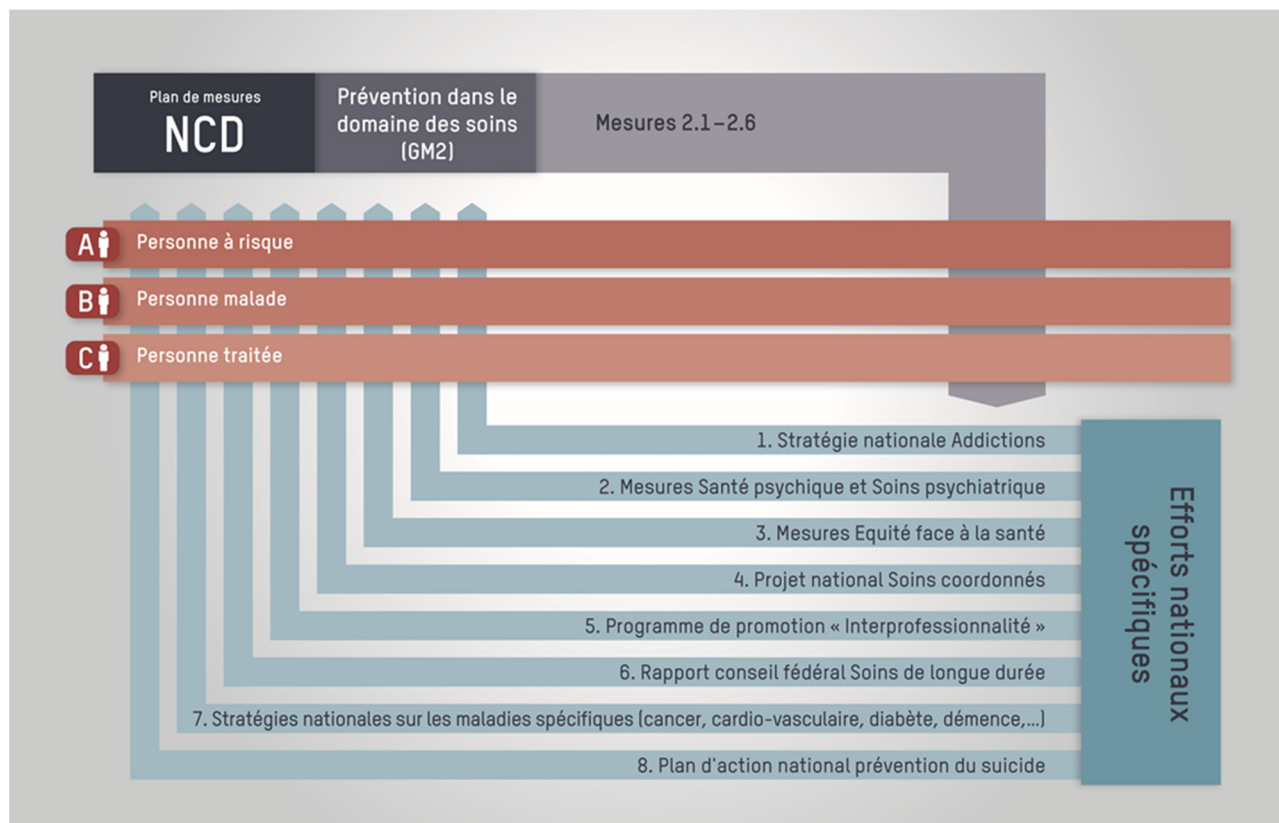 Plan de mesures
NCD
Prévention dans le
domaine des soins
(GM2)
Mesures 2.1–2.6
A
Personne à risque
B
Personne malade
C
Personne traitée
1. Stratégie nationale Addictions
2. Mesures Santé psychique et Soins psychiatrique
3. Mesures Equité face à la santé
4. Projet national Soins coordonnés
5. Programme de promotion « Interprofessionnalité »
6. Rapport conseil fédéral Soins de longue durée
7. Stratégies nationales sur les maladies spécifiques (cancer, cardio-vasculaire, diabète, démence,...)
8. Plan d'action national prévention du suicide
Efforts nationaux
spécifiques